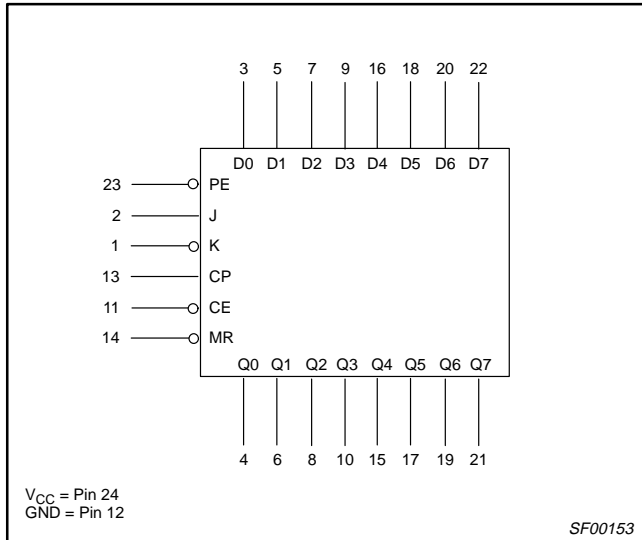 3 5 7 9 16 18 20 22
D0 D1 D2 D3 D4 D5 D6 D7
23 PE
2 J
1 K
13 CP
11 CE
14 MR
Q0 Q1 Q2 Q3 Q4 Q5 Q6 Q7
4 6 8 10 15 17 19 21
VCC = Pin 24
GND = Pin 12
SF00153